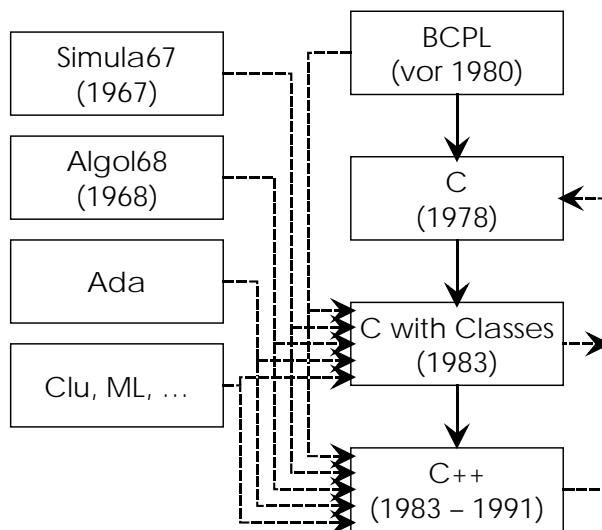 Simula67
(1967)
Algol68
(1968)
Ada
Clu, ML, ...
BCPL
(vor 1980)
C
(1978)
C with Classes
(1983)
C++
(1983 – 1991)